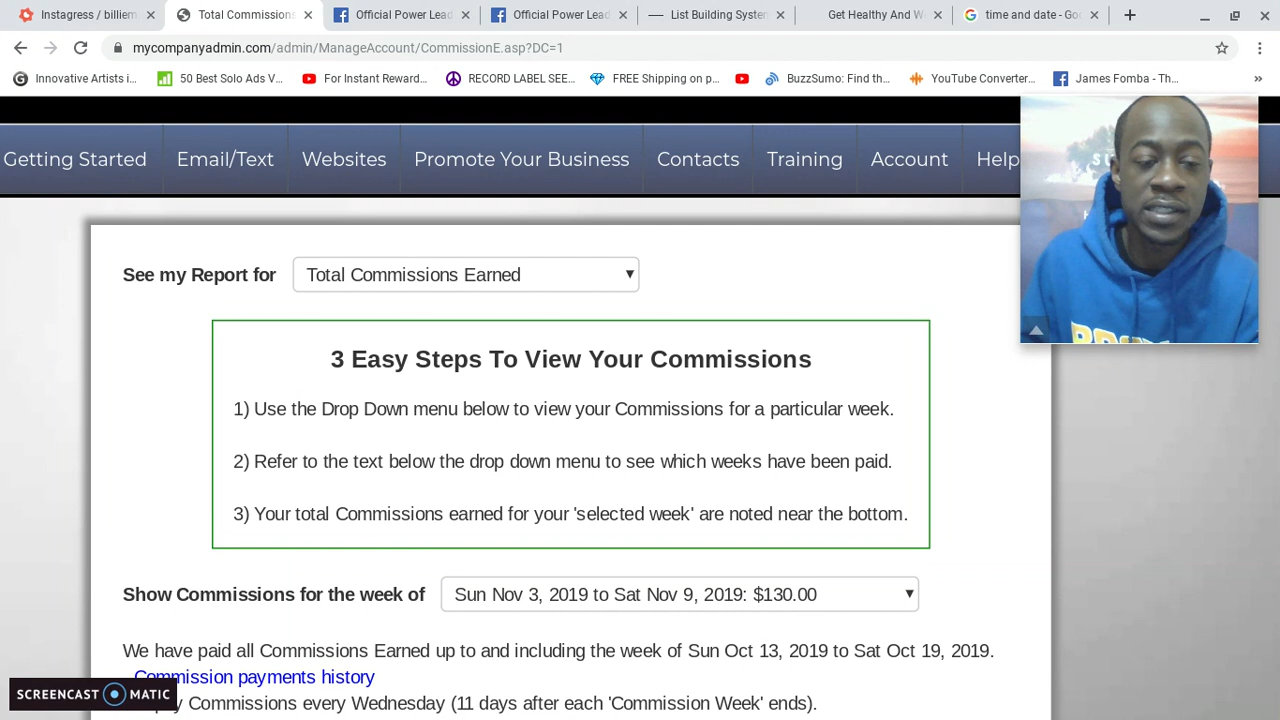 Instagress / billiem
Total Commissions
Official Power Lead
Official Power Lead
List Building System
Get Healthy And W
time and date - Goo
mycompanyadmin.com/admin/ManageAccount/CommissionE.asp?DC=1
Innovative Artists i...
50 Best Solo Ads V...
For Instant Reward...
RECORD LABEL SEE...
FREE Shipping on p...
BuzzSumo: Find th...
YouTube Converter...
James Fomba - Th...
Getting Started
Email/Text
Websites
Promote Your Business
Contacts
Training
Account
Help
See my Report for Total Commissions Earned
3 Easy Steps To View Your Commissions
1) Use the Drop Down menu below to view your Commissions for a particular week.
2) Refer to the text below the drop down menu to see which weeks have been paid.
3) Your total Commissions earned for your 'selected week' are noted near the bottom.
Show Commissions for the week of Sun Nov 3, 2019 to Sat Nov 9, 2019: $130.00
We have paid all Commissions Earned up to and including the week of Sun Oct 13, 2019 to Sat Oct 19, 2019.
Commission payments history
Commissions every Wednesday (11 days after each 'Commission Week' ends).
SCREENCAST MATIC